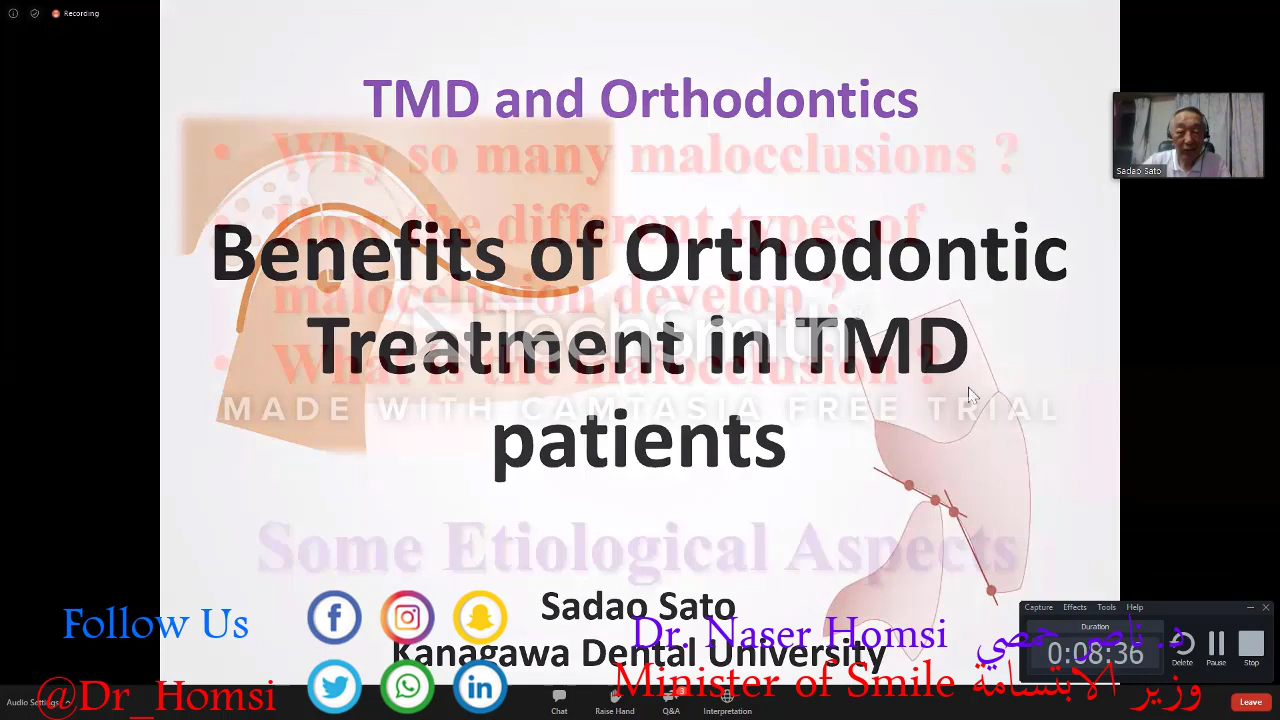 Recording
TMD and Orthodontics
• Why so many malocclusions ?
• How the different types of
malocclusion develop ?
• What is the malocclusion ?
Benefits of Orthodontic
Treatment in TMD
patients
TechSmith
MADE WITH CAMTASIA FREE TRIAL
Some Etiological Aspects
Sadao Sato
Kanagawa Dental University
Sadao Sato
Follow Us
@Dr_Homsi
Dr. Naser Homsi د. ناصر حمصي
Minister of Smile وزير الابتسامة
Capture Effects Tools Help
Duration
0:08:36
Delete Pause Stop
Audio Settings
Chat
Raise Hand
3
Q&A
Interpretation
Leave